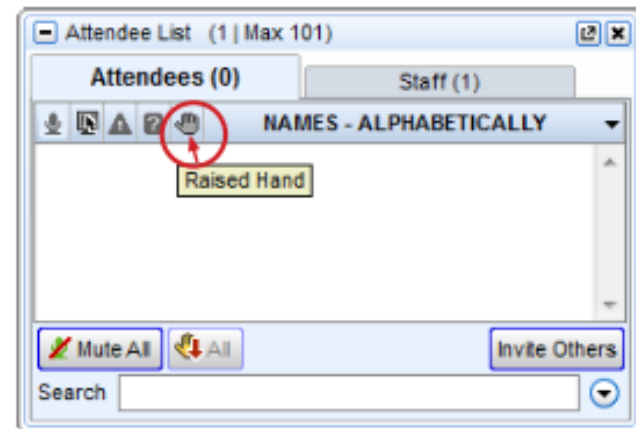 Attendee List (1 | Max 101)
Attendees (0) Staff (1)
NAMES - ALPHABETICALLY
Raised Hand
Mute All All Invite Others
Search